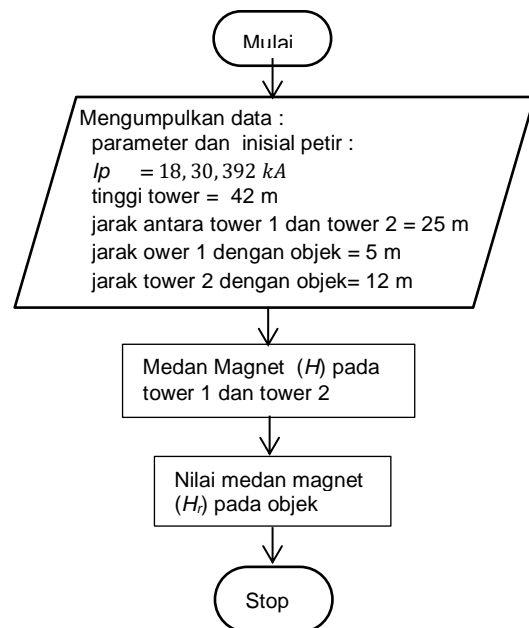 Mulai
Mengumpulkan data :
parameter dan inisial petir :
Ip = 18, 30, 392 kA
tinggi tower = 42 m
jarak antara tower 1 dan tower 2 = 25 m
jarak ower 1 dengan objek = 5 m
jarak tower 2 dengan objek= 12 m
Medan Magnet (H) pada
tower 1 dan tower 2
Nilai medan magnet
(Hr) pada objek
Stop